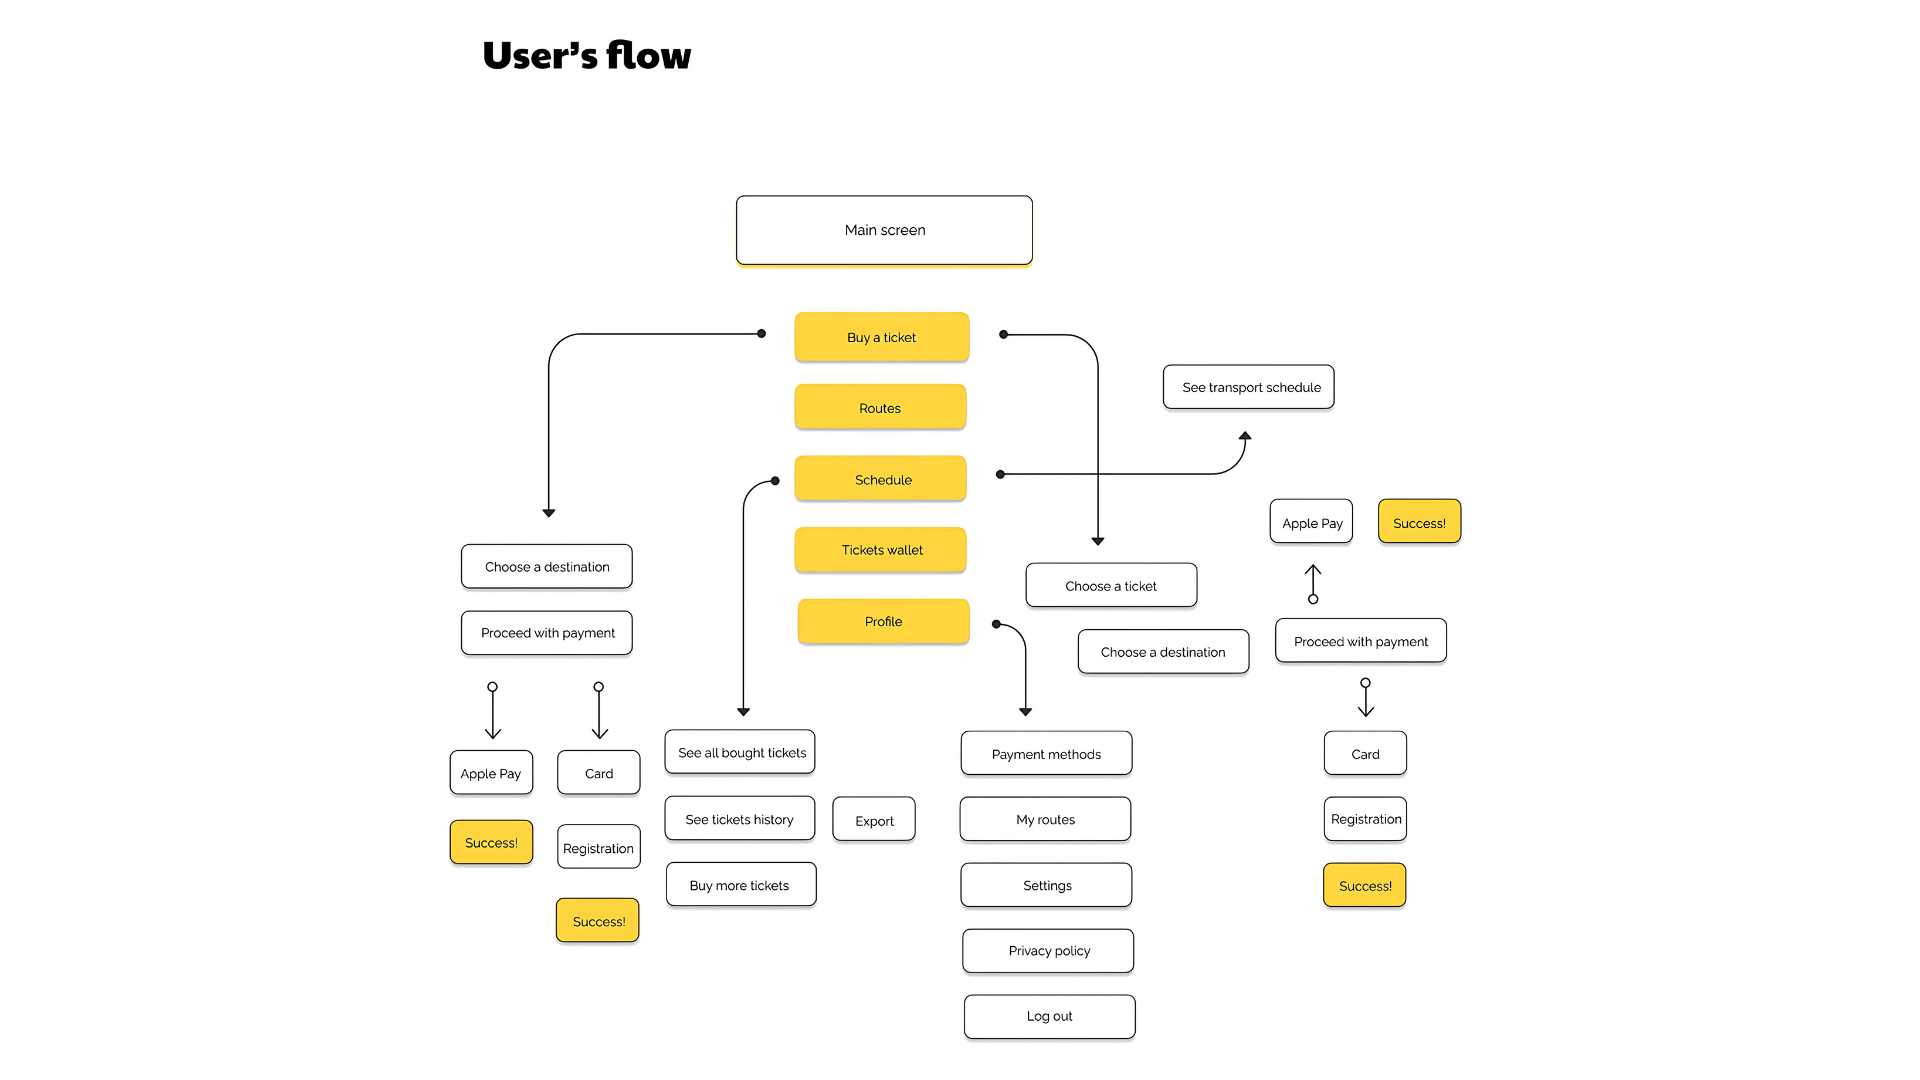 User's flow
Main screen
Buy a ticket
Routes
Schedule
Tickets wallet
Profile
See transport schedule
Choose a destination
Proceed with payment
Apple Pay
Success!
Card
Registration
Success!
See all bought tickets
See tickets history
Export
Buy more tickets
Payment methods
My routes
Settings
Privacy policy
Log out
Choose a ticket
Choose a destination
Proceed with payment
Apple Pay
Success!
Card
Registration
Success!